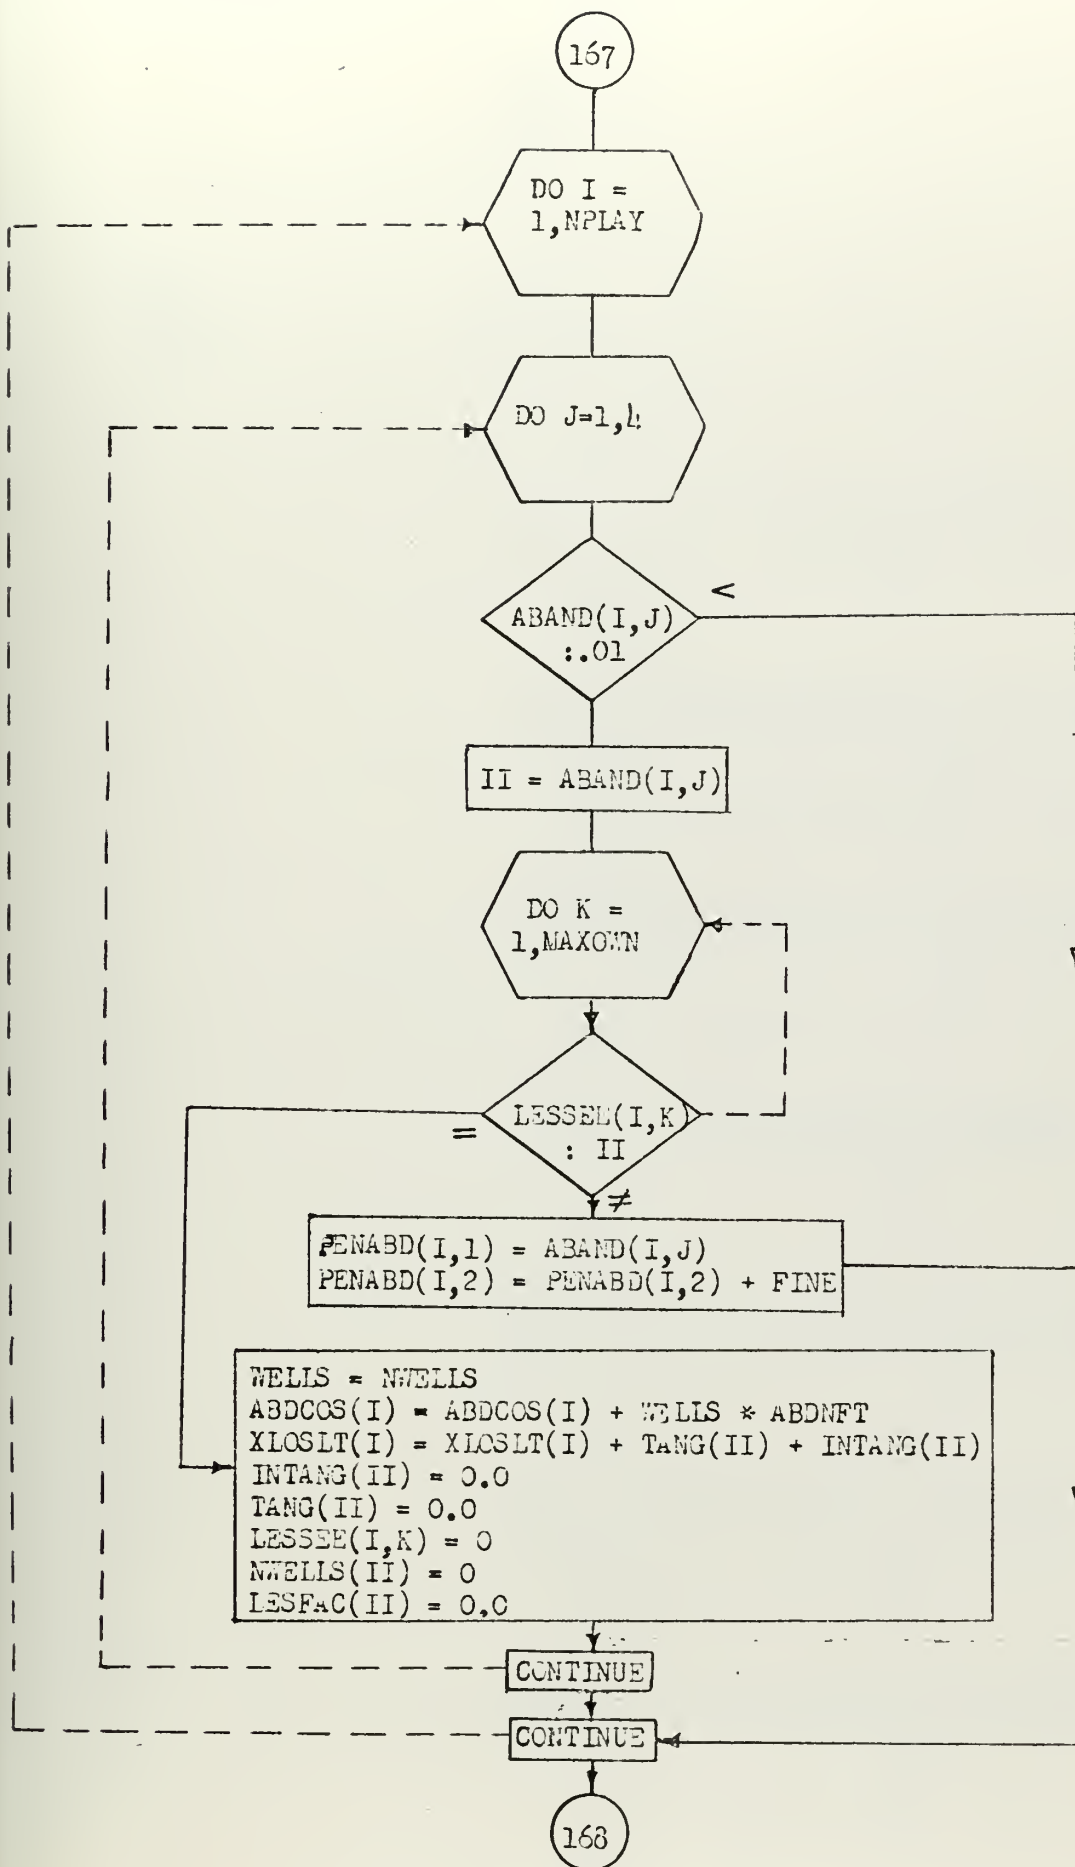 167
DO I =
1,NPLAY
DO J=1,4
<
ABAND(I,J)
:.01
II = ABAND(I,J)
DO K =
1,MAXOWN
LESSEE(I,K)
: II
=
≠
PENABD(I,1) = ABAND(I,J)
PENABD(I,2) = PENABD(I,2) + FINE
WELLS = NWELLS
ABDCOS(I) = ABDCOS(I) + WELLS * ABDNFT
XLOSLT(I) = XLOSLT(I) + TANG(II) + INTANG(II)
INTANG(II) = 0.0
TANG(II) = 0.0
LESSEE(I,K) = 0
NWELLS(II) = 0
LESFAC(II) = 0.0
CONTINUE
CONTINUE
168